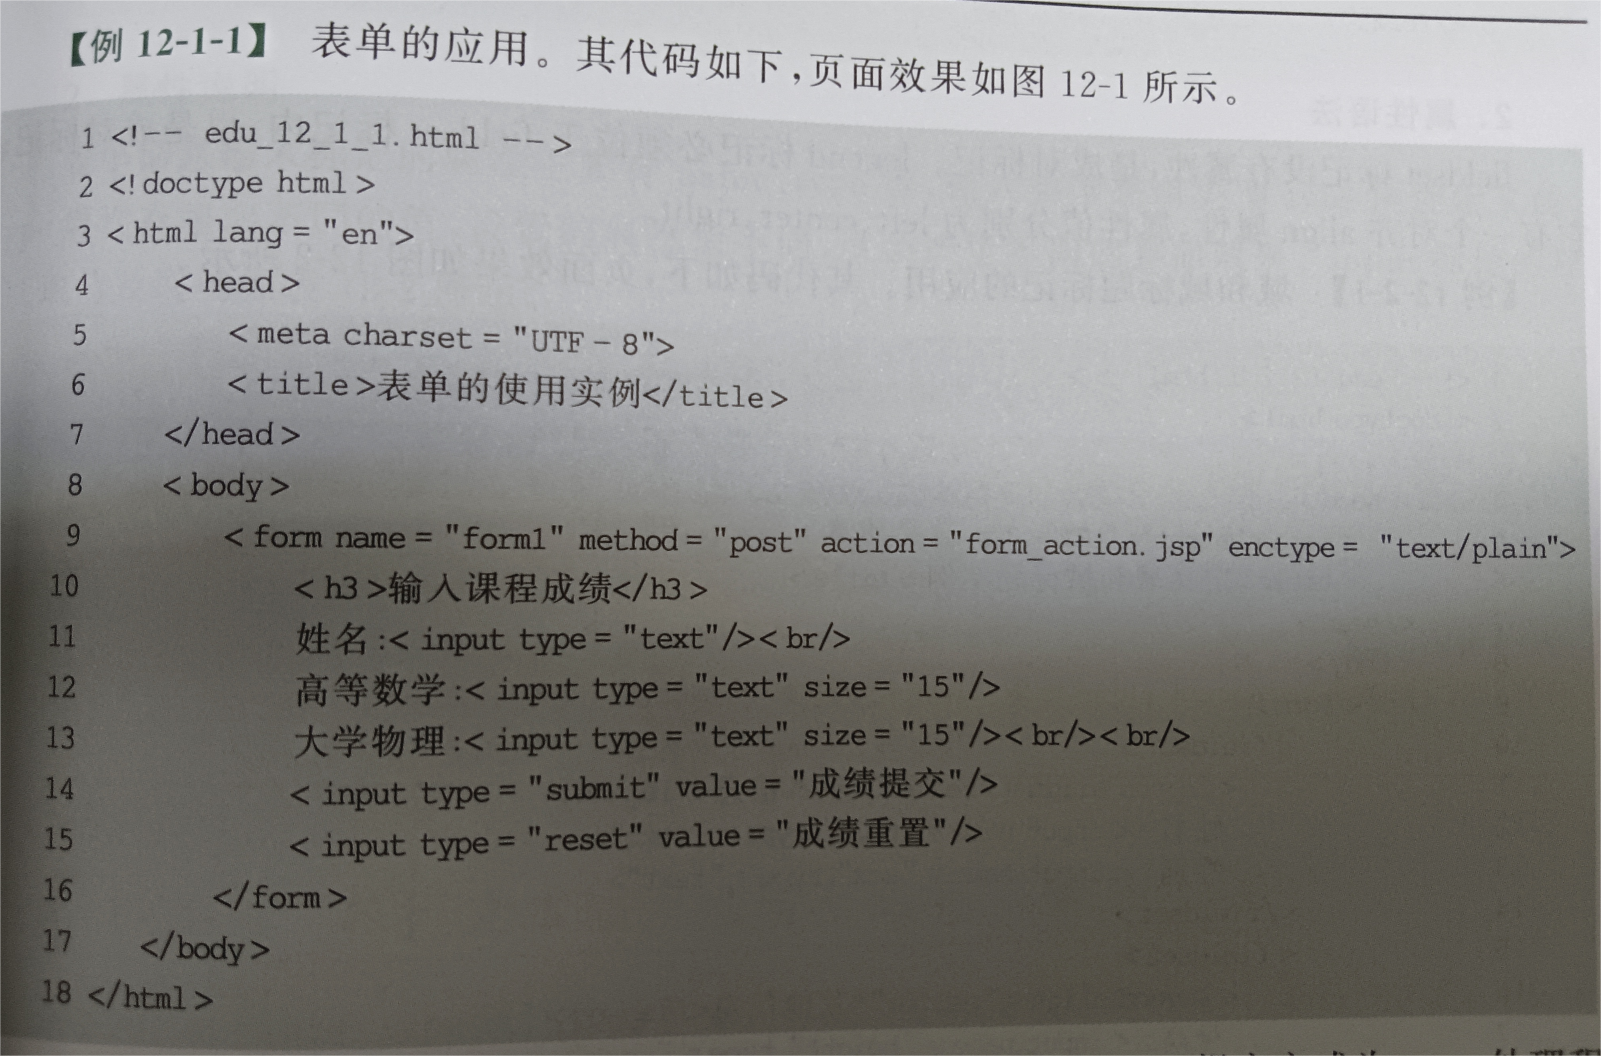 【例 12-1-1】 表单的应用。其代码如下,页面效果如图 12-1 所示。
1 <!-- edu_12_1_1.html -->
2 <!doctype html>
3 <html lang="en">
4 <head>
5 <meta charset="UTF-8">
6 <title>表单的使用实例</title>
7 </head>
8 <body>
9 <form name="form1" method="post" action="form_action.jsp" enctype="text/plain">
10 <h3>输入课程成绩</h3>
11 姓名:<input type="text"/><br/>
12 高等数学:<input type="text" size="15"/>
13 大学物理:<input type="text" size="15"/><br/><br/>
14 <input type="submit" value="成绩提交"/>
15 <input type="reset" value="成绩重置"/>
16 </form>
17 </body>
18 </html>